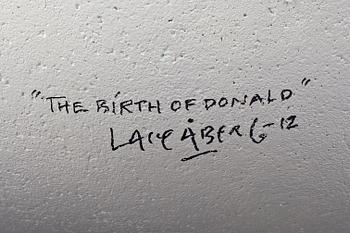 "THE BIRTH OF DONALD"
LASSE ÅBERG-12